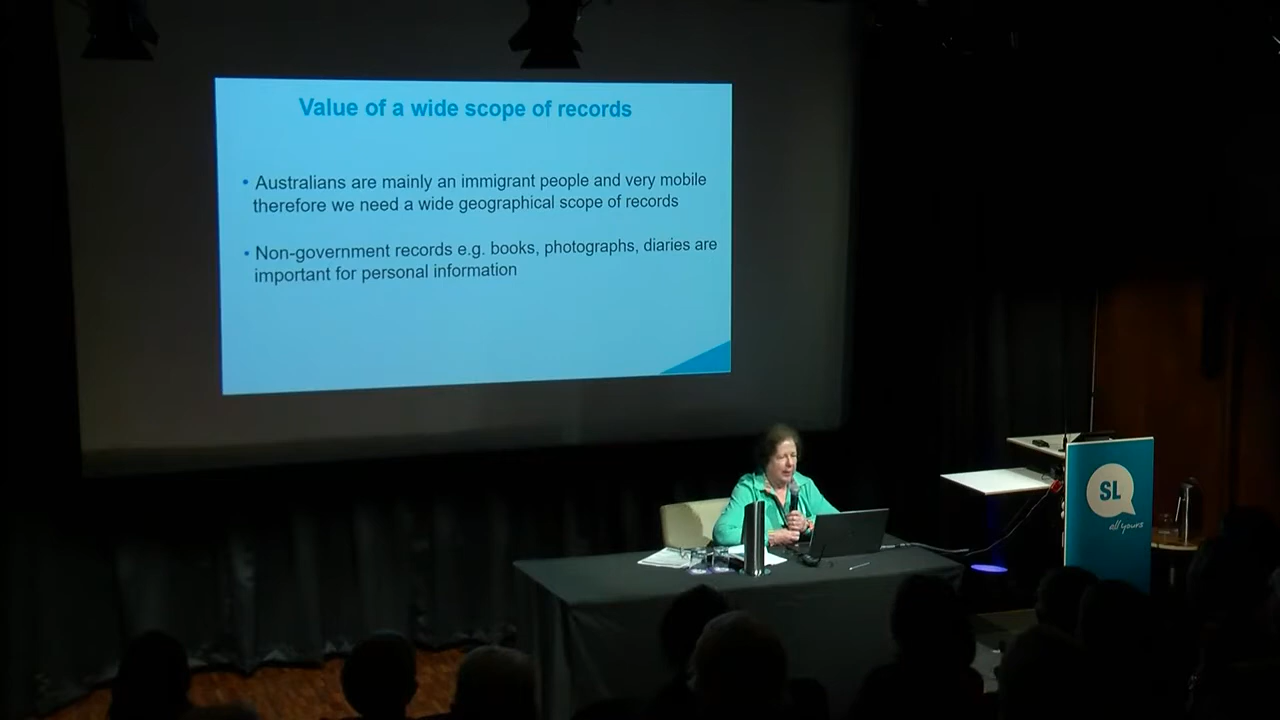 Value of a wide scope of records
• Australians are mainly an immigrant people and very mobile
therefore we need a wide geographical scope of records
• Non-government records e.g. books, photographs, diaries are
important for personal information
SL
all yours